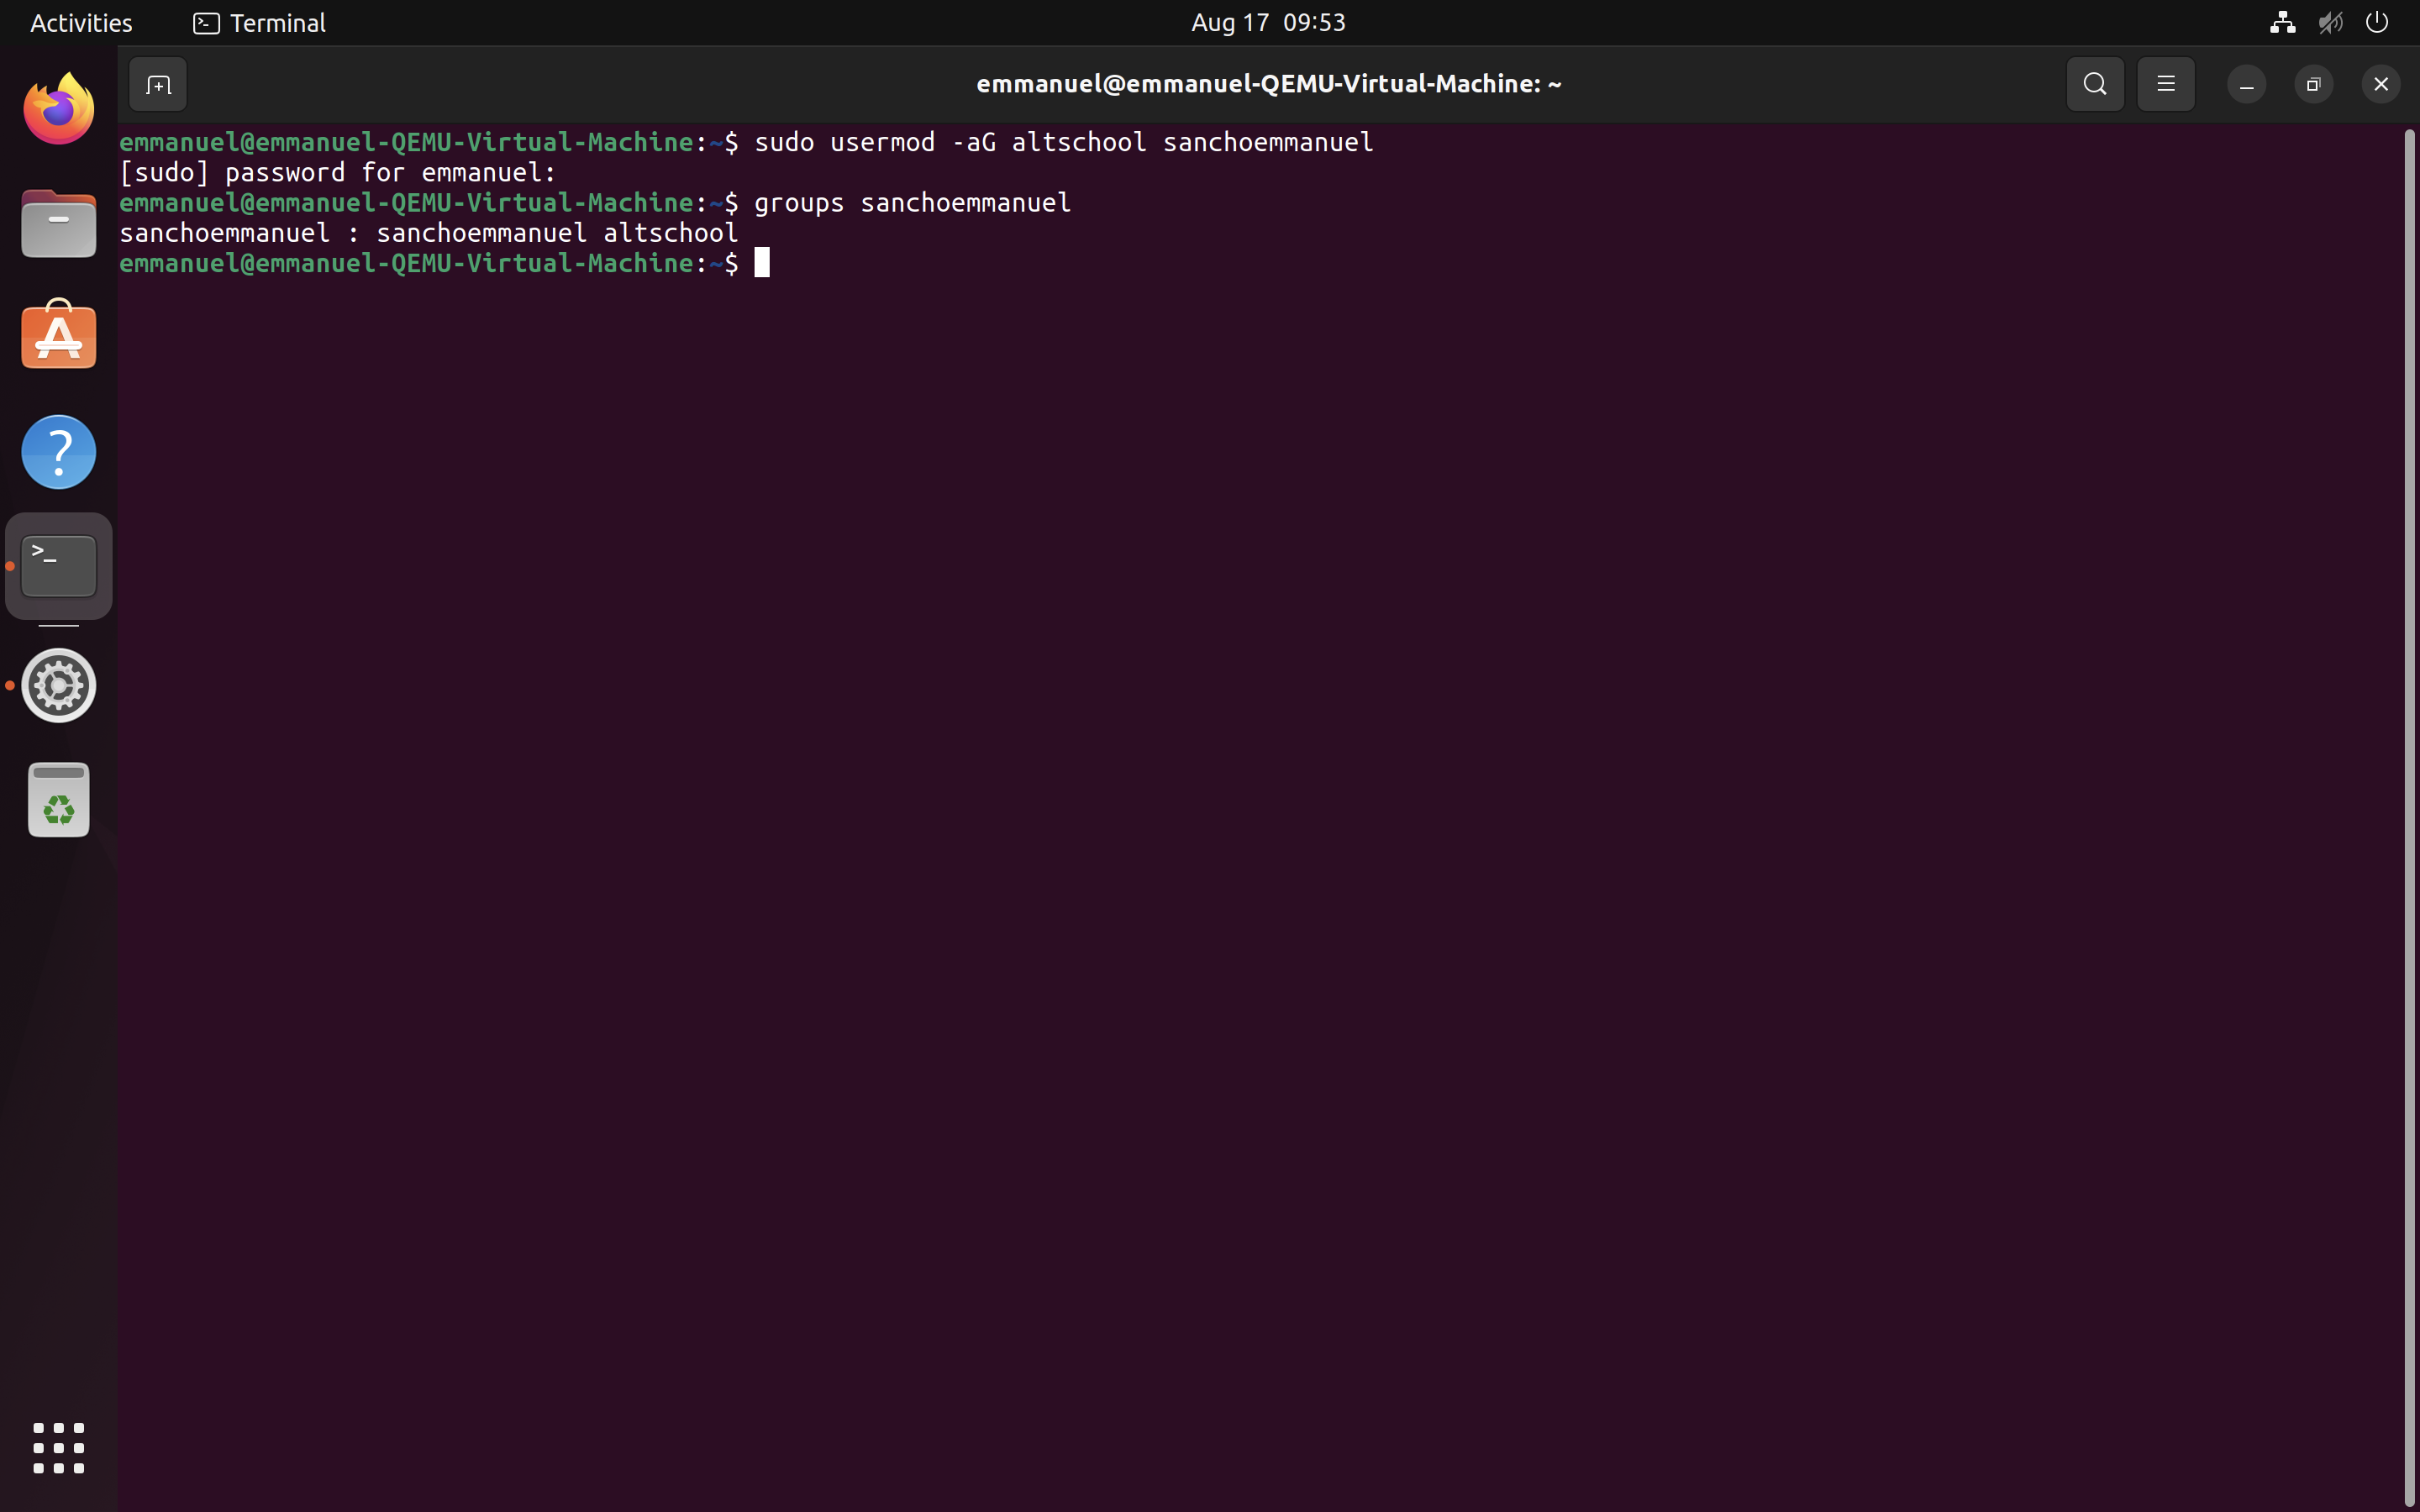 Activities Terminal Aug 17 09:53
emmanuel@emmanuel-QEMU-Virtual-Machine: ~
emmanuel@emmanuel-QEMU-Virtual-Machine:~$ sudo usermod -aG altschool sanchoemmanuel
[sudo] password for emmanuel:
emmanuel@emmanuel-QEMU-Virtual-Machine:~$ groups sanchoemmanuel
sanchoemmanuel : sanchoemmanuel altschool
emmanuel@emmanuel-QEMU-Virtual-Machine:~$